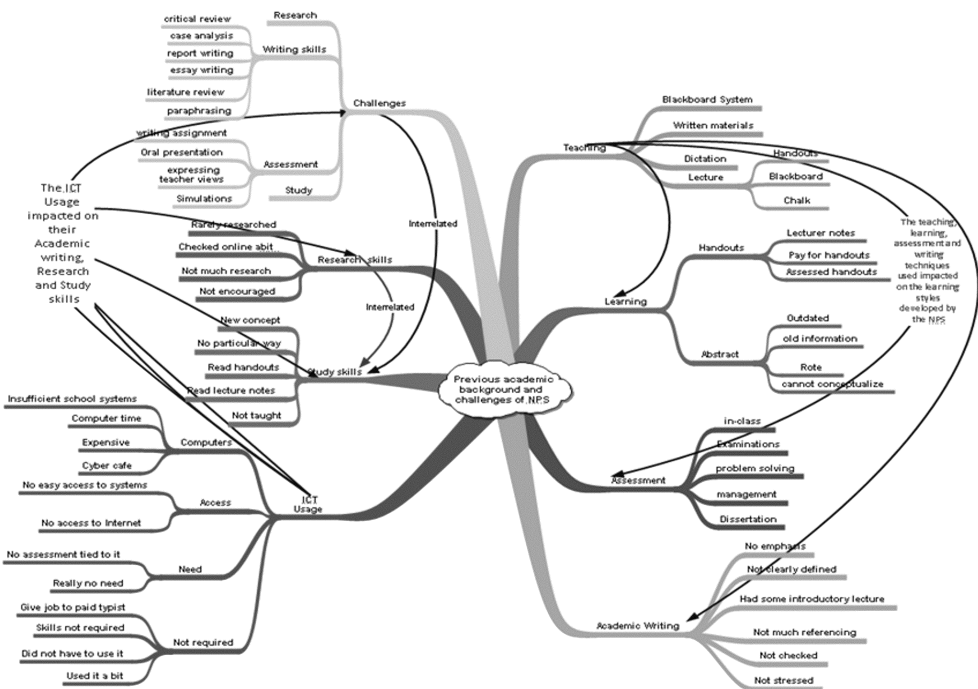 Previous academic
background and
challenges of NPS
Challenges
Research
Writing skills
critical review
case analysis
report writing
essay writing
literature review
paraphrasing
Assessment
writing assignment
Oral presentation
expressing
teacher views
Simulations
Study
Research skills
Rarely researched
Checked online abit
Not much research
Not encouraged
Study skills
New concept
No particular way
Read handouts
Read lecture notes
Not taught
ICT
Usage
Computers
Insufficient school systems
Computer time
Expensive
Cyber cafe
Access
No easy access to systems
No access to Internet
Need
No assessment tied to it
Really no need
Not required
Give job to paid typist
Skills not required
Did not have to use it
Used it a bit
The ICT
Usage
impacted on
their
Academic
writing,
Research
and Study
skills
Interrelated
Interrelated
Teaching
Blackboard System
Written materials
Dictation
Lecture
Handouts
Blackboard
Chalk
Learning
Handouts
Lecturer notes
Pay for handouts
Assessed handouts
Abstract
Outdated
old information
Rote
cannot conceptualize
Assessment
in-class
Examinations
problem solving
management
Dissertation
Academic Writing
No emphasis
Not clearly defined
Had some introductory lecture
Not much referencing
Not checked
Not stressed
The teaching,
learning,
assessment and
writing
techniques
used impacted
on the learning
styles
developed by
the NPS